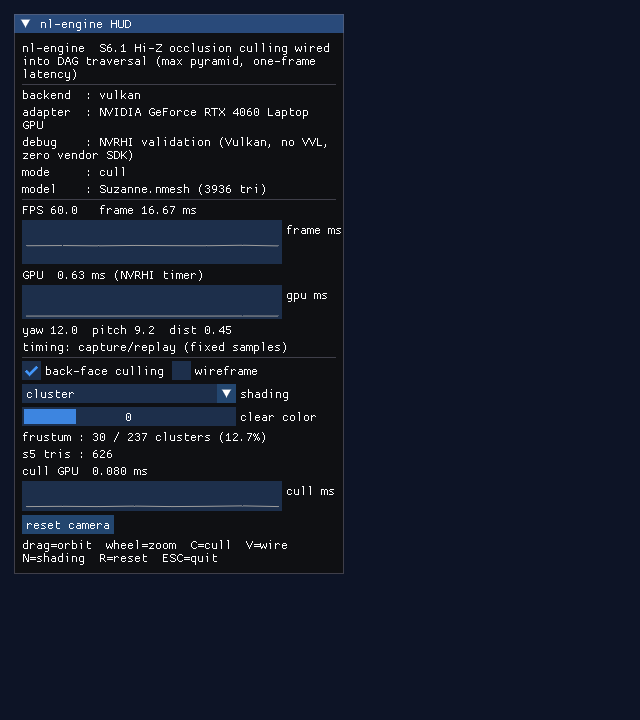 nl-engine HUD
nl-engine  S6.1 Hi-Z occlusion culling wired
into DAG traversal (max pyramid, one-frame
latency)
backend  : vulkan
adapter  : NVIDIA GeForce RTX 4060 Laptop
GPU
debug    : NVRHI validation (Vulkan, no VVL,
zero vendor SDK)
mode     : cull
model    : Suzanne.nmesh (3936 tri)
FPS 60.0   frame 16.67 ms
frame ms
GPU  0.63 ms (NVRHI timer)
gpu ms
yaw 12.0  pitch 9.2  dist 0.45
timing: capture/replay (fixed samples)
back-face culling  wireframe
cluster  shading
0  clear color
frustum : 30 / 237 clusters (12.7%)
s5 tris : 626
cull GPU  0.080 ms
cull ms
reset camera
drag=orbit  wheel=zoom  C=cull  V=wire
N=shading  R=reset  ESC=quit